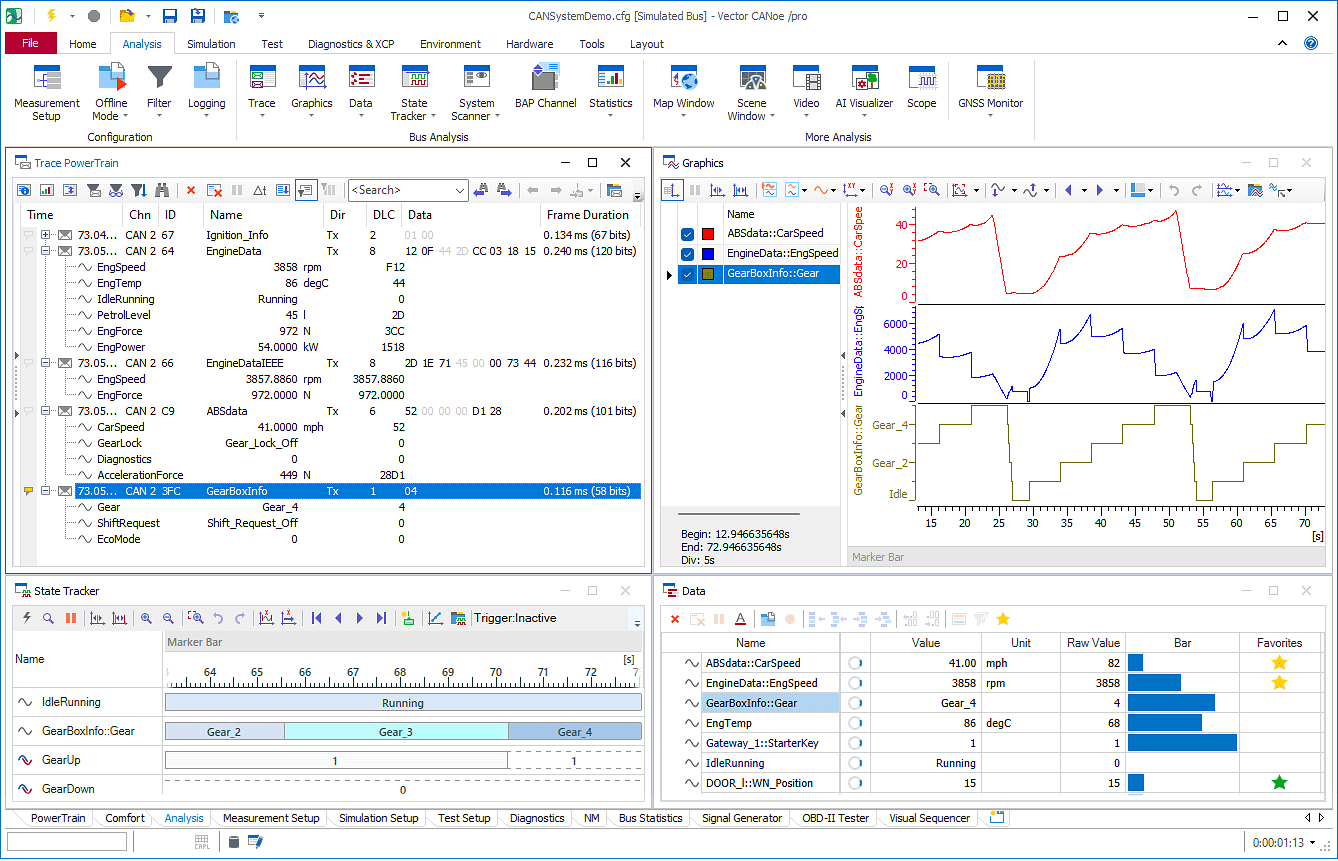 CANSystemDemo.cfg [Simulated Bus] - Vector CANoe /pro
File Home Analysis Simulation Test Diagnostics & XCP Environment Hardware Tools Layout
Measurement Setup
Offline Mode
Filter
Logging
Trace
Graphics
Data
State Tracker
System Scanner
BAP Channel
Statistics
Map Window
Scene Window
Video
AI Visualizer
Scope
GNSS Monitor
Configuration
Bus Analysis
More Analysis
Trace PowerTrain
<Search>
Time Chn ID Name Dir DLC Data Frame Duration
73.04... CAN 2 67 Ignition_Info Tx 2 01 00 0.134 ms (67 bits)
73.05... CAN 2 64 EngineData Tx 8 12 0F 44 2D CC 03 18 15 0.240 ms (120 bits)
EngSpeed 3858 rpm F12
EngTemp 86 degC 44
IdleRunning Running 0
PetrolLevel 45 l 2D
EngForce 972 N 3CC
EngPower 54.0000 kW 1518
73.05... CAN 2 66 EngineDataIEEE Tx 8 2D 1E 71 45 00 00 73 44 0.232 ms (116 bits)
EngSpeed 3857.8860 rpm 3857.8860
EngForce 972.0000 N 972.0000
73.05... CAN 2 C9 ABSdata Tx 6 52 00 00 00 D1 28 0.202 ms (101 bits)
CarSpeed 41.0000 mph 52
GearLock Gear_Lock_Off 0
Diagnostics 0 0
AccelerationForce 449 N 28D1
73.05... CAN 2 3FC GearBoxInfo Tx 1 04 0.116 ms (58 bits)
Gear Gear_4 4
ShiftRequest Shift_Request_Off 0
EcoMode 0 0
Graphics
Name
ABSdata::CarSpeed
EngineData::EngSpeed
GearBoxInfo::Gear
Begin: 12.946635648s
End: 72.946635648s
Div: 5s
ABSdata::CarSpee
40
20
0
EngineData::EngSp
6000
4000
2000
0
GearBoxInfo::Gear
Gear_4
Gear_2
Idle
15 20 25 30 35 40 45 50 55 60 65 70
[s]
Marker Bar
State Tracker
Trigger:Inactive
Marker Bar
Name
[s]
64 65 66 67 68 69 70 71 72 7
IdleRunning Running
GearBoxInfo::Gear Gear_2 Gear_3 Gear_4
GearUp 1 1
GearDown 0
Data
Name Value Unit Raw Value Bar Favorites
ABSdata::CarSpeed 41.00 mph 82
EngineData::EngSpeed 3858 rpm 3858
GearBoxInfo::Gear Gear_4 4
EngTemp 86 degC 68
Gateway_1::StarterKey 1 1
IdleRunning Running 0
DOOR_l::WN_Position 15 15
PowerTrain Comfort Analysis Measurement Setup Simulation Setup Test Setup Diagnostics NM Bus Statistics Signal Generator OBD-II Tester Visual Sequencer
CAPL
0:00:01:13